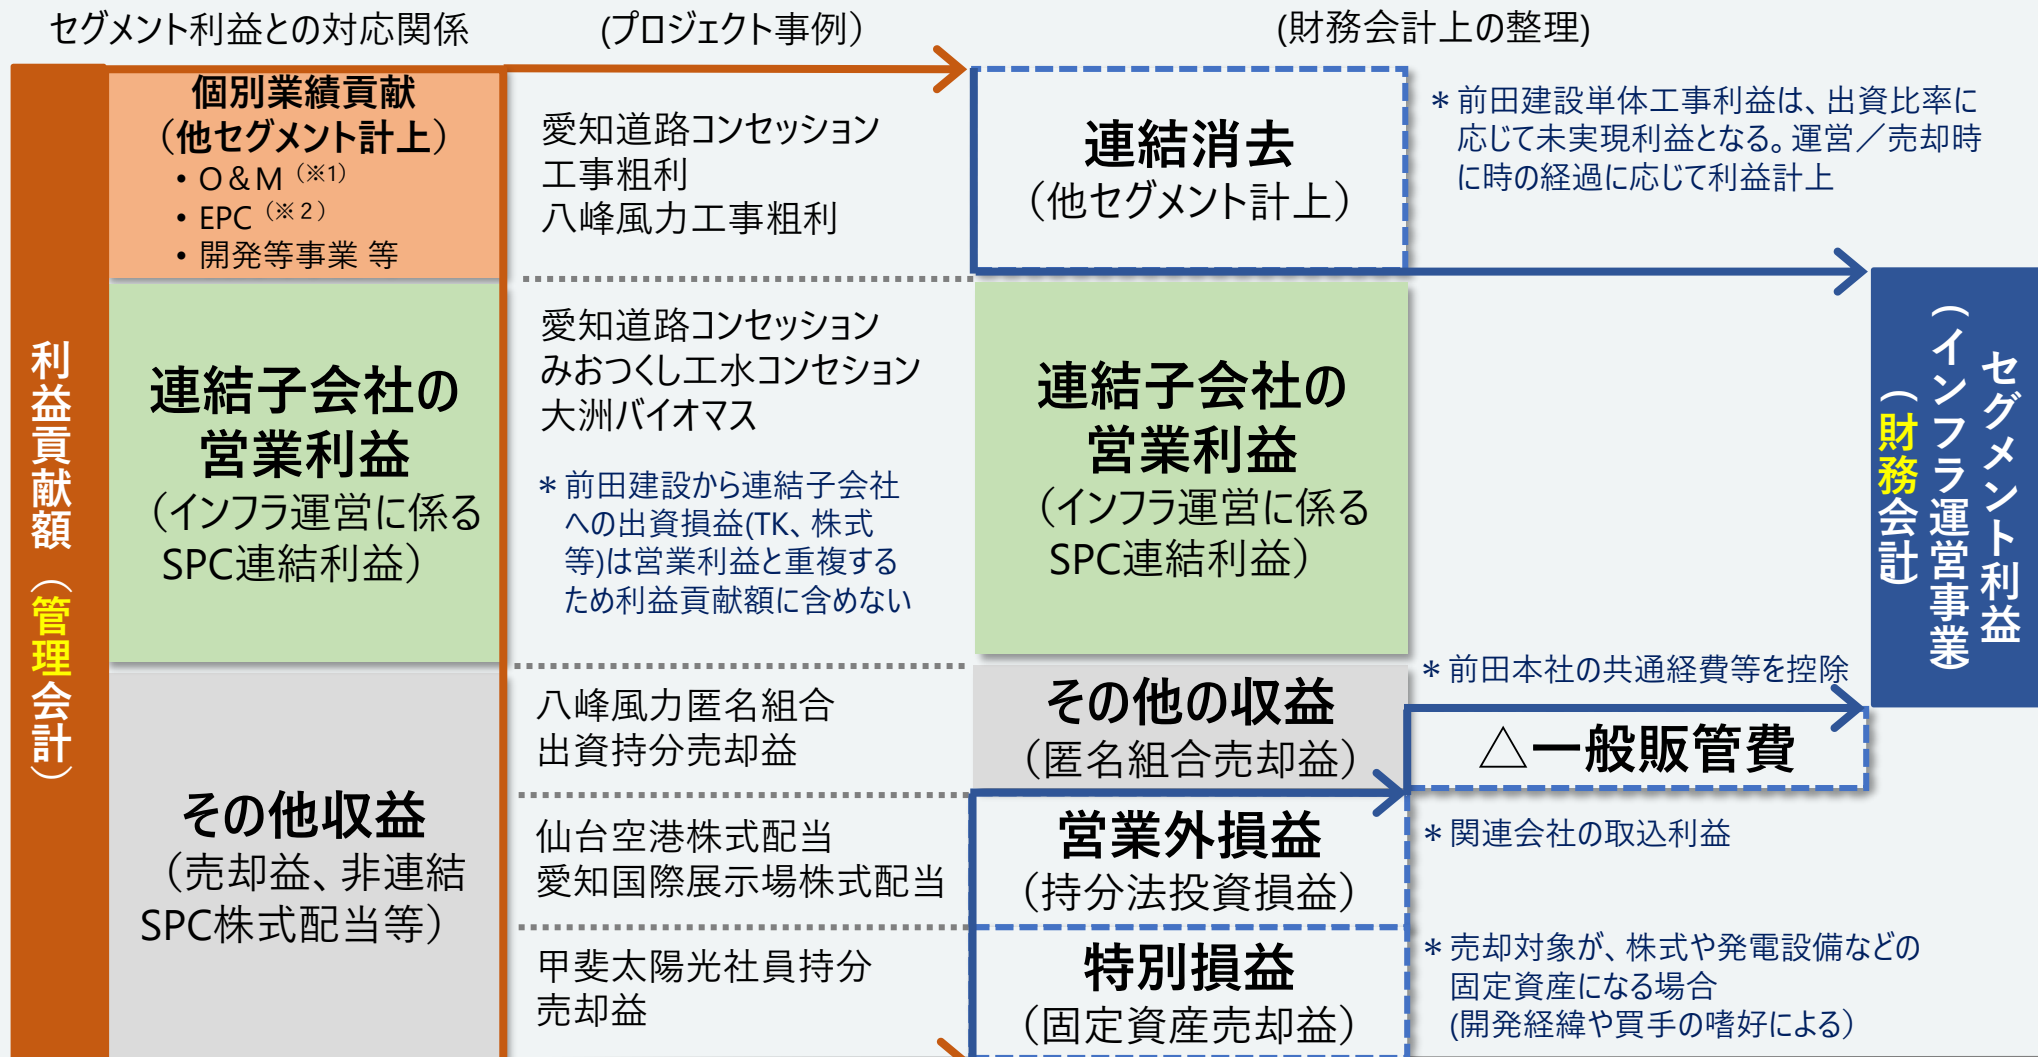 セグメント利益との対応関係
(プロジェクト事例）
(財務会計上の整理)
利益貢献額（管理会計）
個別業績貢献
（他セグメント計上）
・O＆M（※1）
・EPC（※２）
・開発等事業 等
愛知道路コンセッション
工事粗利
八峰風力工事粗利
連結消去
（他セグメント計上）
＊前田建設単体工事利益は、出資比率に
応じて未実現利益となる。運営／売却時
に時の経過に応じて利益計上
連結子会社の
営業利益
（インフラ運営に係る
SPC連結利益）
愛知道路コンセッション
みおつくし工水コンセション
大洲バイオマス
＊前田建設から連結子会社
への出資損益(TK、株式
等)は営業利益と重複する
ため利益貢献額に含めない
連結子会社の
営業利益
（インフラ運営に係る
SPC連結利益）
セグメント利益
（インフラ運営事業）
（財務会計）
その他収益
（売却益、非連結
SPC株式配当等）
八峰風力匿名組合
出資持分売却益
その他の収益
（匿名組合売却益）
＊前田本社の共通経費等を控除
△一般販管費
仙台空港株式配当
愛知国際展示場株式配当
営業外損益
（持分法投資損益）
＊関連会社の取込利益
甲斐太陽光社員持分
売却益
特別損益
（固定資産売却益）
＊売却対象が、株式や発電設備などの
固定資産になる場合
(開発経緯や買手の嗜好による）